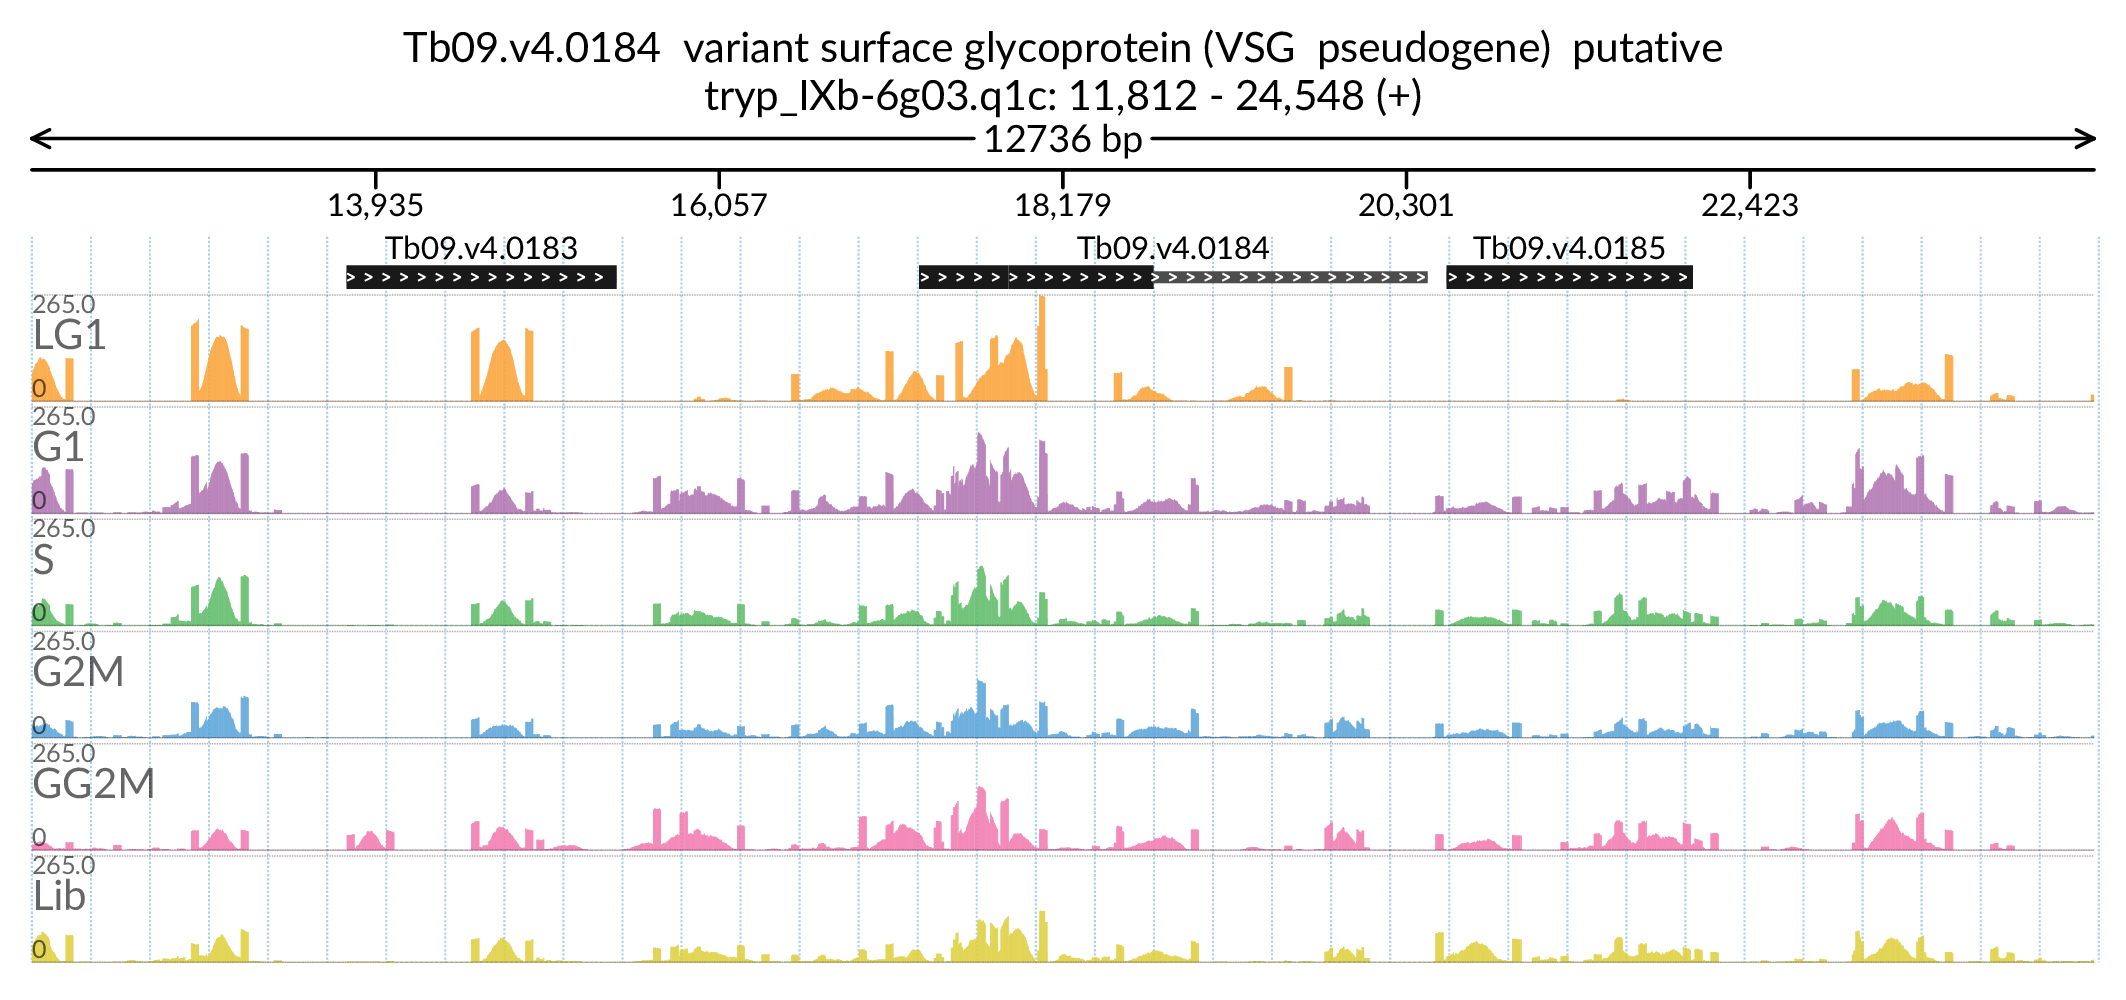 Tb09.v4.0184  variant surface glycoprotein (VSG  pseudogene)  putative
tryp_IXb-6g03.q1c: 11,812 - 24,548 (+)
12736 bp
13,935 16,057 18,179 20,301 22,423
Tb09.v4.0183 Tb09.v4.0184 Tb09.v4.0185
265.0
LG1
0
265.0
G1
0
265.0
S
0
265.0
G2M
0
265.0
GG2M
0
265.0
Lib
0